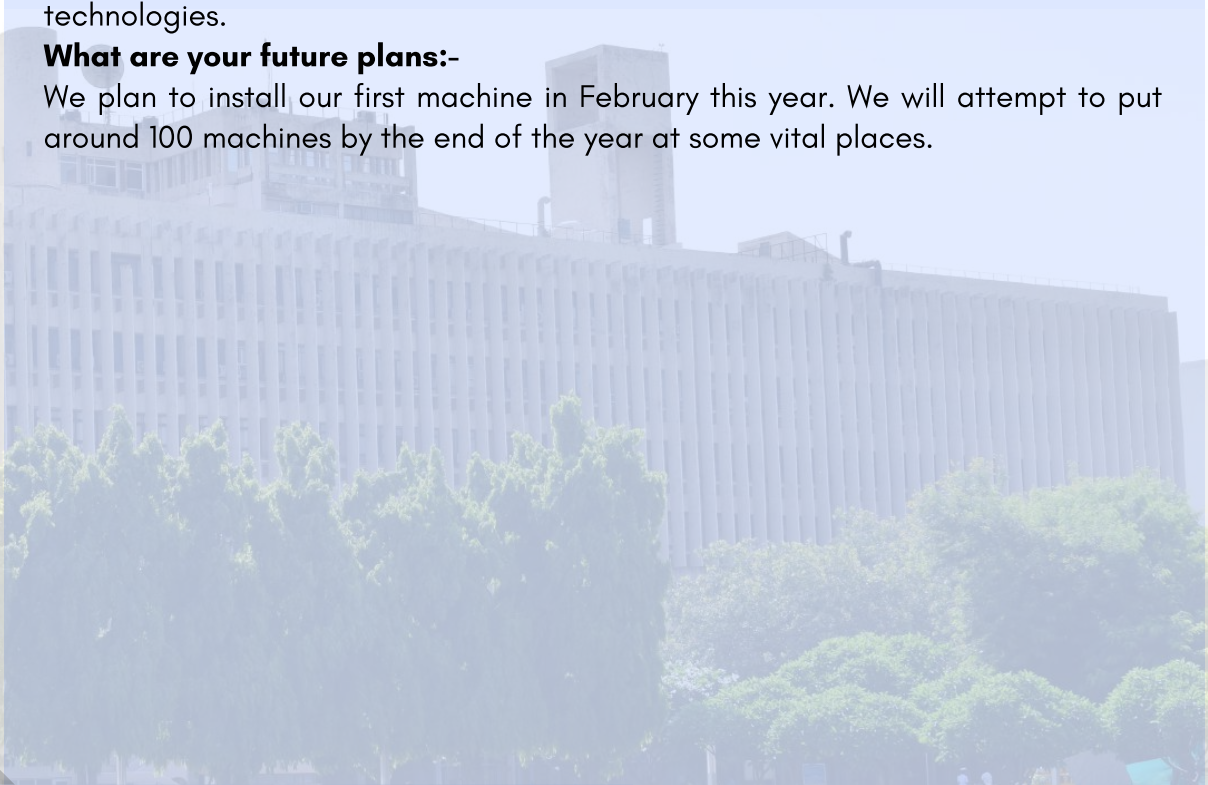 technologies.
What are your future plans:-
We plan to install our first machine in February this year. We will attempt to put
around 100 machines by the end of the year at some vital places.